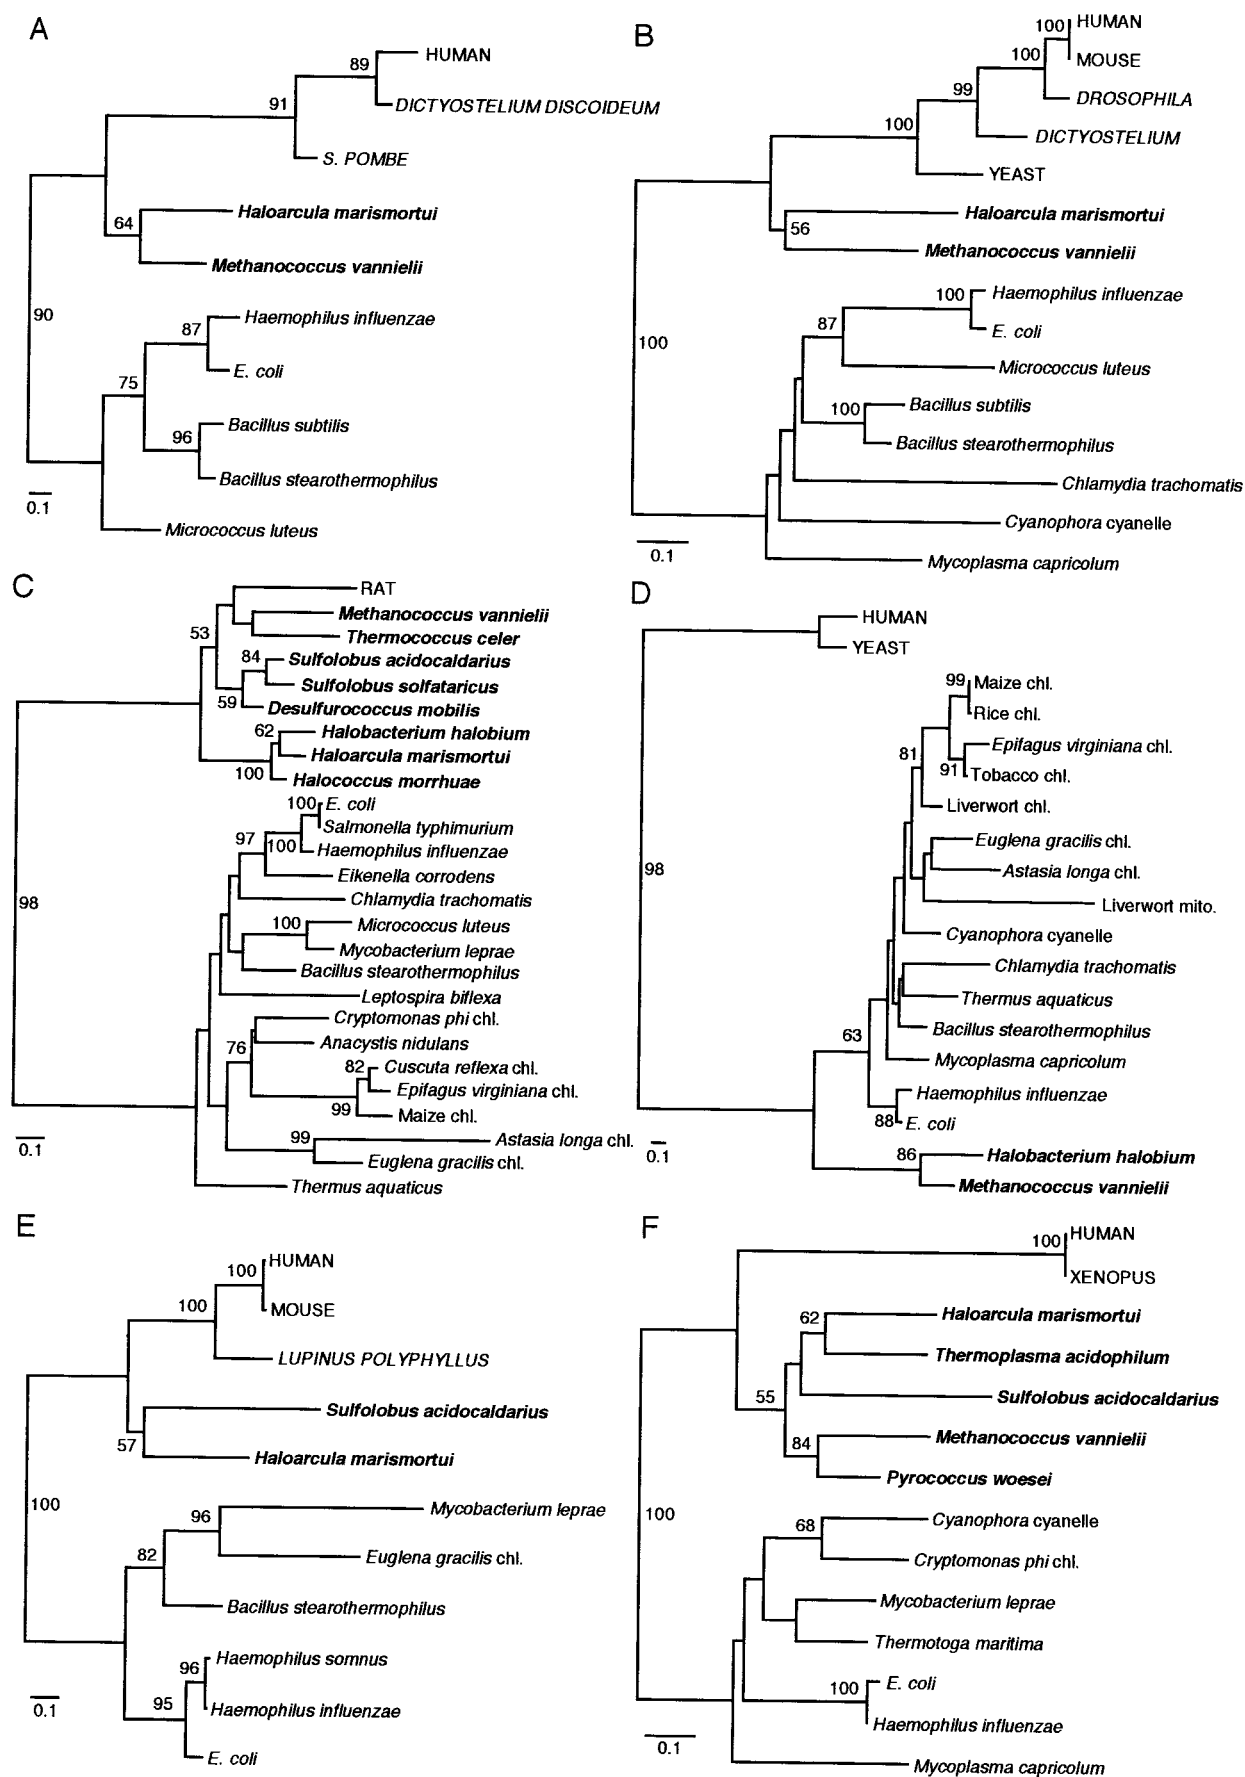 A
89
HUMAN
91
DICTYOSTELIUM DISCOIDEUM
S. POMBE
64
Haloarcula marismortui
Methanococcus vannielii
90
87
Haemophilus influenzae
E. coli
75
96
Bacillus subtilis
Bacillus stearothermophilus
0.1
Micrococcus luteus
B
100
HUMAN
100
MOUSE
99
DROSOPHILA
100
DICTYOSTELIUM
YEAST
Haloarcula marismortui
56
Methanococcus vannielii
100
100
Haemophilus influenzae
87
E. coli
Micrococcus luteus
100
Bacillus subtilis
Bacillus stearothermophilus
Chlamydia trachomatis
Cyanophora cyanelle
0.1
Mycoplasma capricolum
C
RAT
53
Methanococcus vannielii
Thermococcus celer
84
Sulfolobus acidocaldarius
Sulfolobus solfataricus
59
Desulfurococcus mobilis
62
Halobacterium halobium
Haloarcula marismortui
100
Halococcus morrhuae
98
100
E. coli
Salmonella typhimurium
97
100
Haemophilus influenzae
Eikenella corrodens
Chlamydia trachomatis
100
Micrococcus luteus
Mycobacterium leprae
Bacillus stearothermophilus
Leptospira biflexa
Cryptomonas phi chl.
76
Anacystis nidulans
82
Cuscuta reflexa chl.
Epifagus virginiana chl.
99
Maize chl.
99
Astasia longa chl.
0.1
Euglena gracilis chl.
Thermus aquaticus
D
HUMAN
YEAST
99
Maize chl.
Rice chl.
81
Epifagus virginiana chl.
91
Tobacco chl.
Liverwort chl.
Euglena gracilis chl.
98
Astasia longa chl.
Liverwort mito.
Cyanophora cyanelle
Chlamydia trachomatis
Thermus aquaticus
Bacillus stearothermophilus
63
Mycoplasma capricolum
Haemophilus influenzae
88
E. coli
0.1
86
Halobacterium halobium
Methanococcus vannielii
E
100
HUMAN
100
MOUSE
LUPINUS POLYPHYLLUS
Sulfolobus acidocaldarius
57
Haloarcula marismortui
100
96
Mycobacterium leprae
82
Euglena gracilis chl.
Bacillus stearothermophilus
96
Haemophilus somnus
95
Haemophilus influenzae
0.1
E. coli
F
100
HUMAN
XENOPUS
62
Haloarcula marismortui
Thermoplasma acidophilum
55
Sulfolobus acidocaldarius
84
Methanococcus vannielii
Pyrococcus woesei
100
68
Cyanophora cyanelle
Cryptomonas phi chl.
Mycobacterium leprae
Thermotoga maritima
100
E. coli
Haemophilus influenzae
0.1
Mycoplasma capricolum